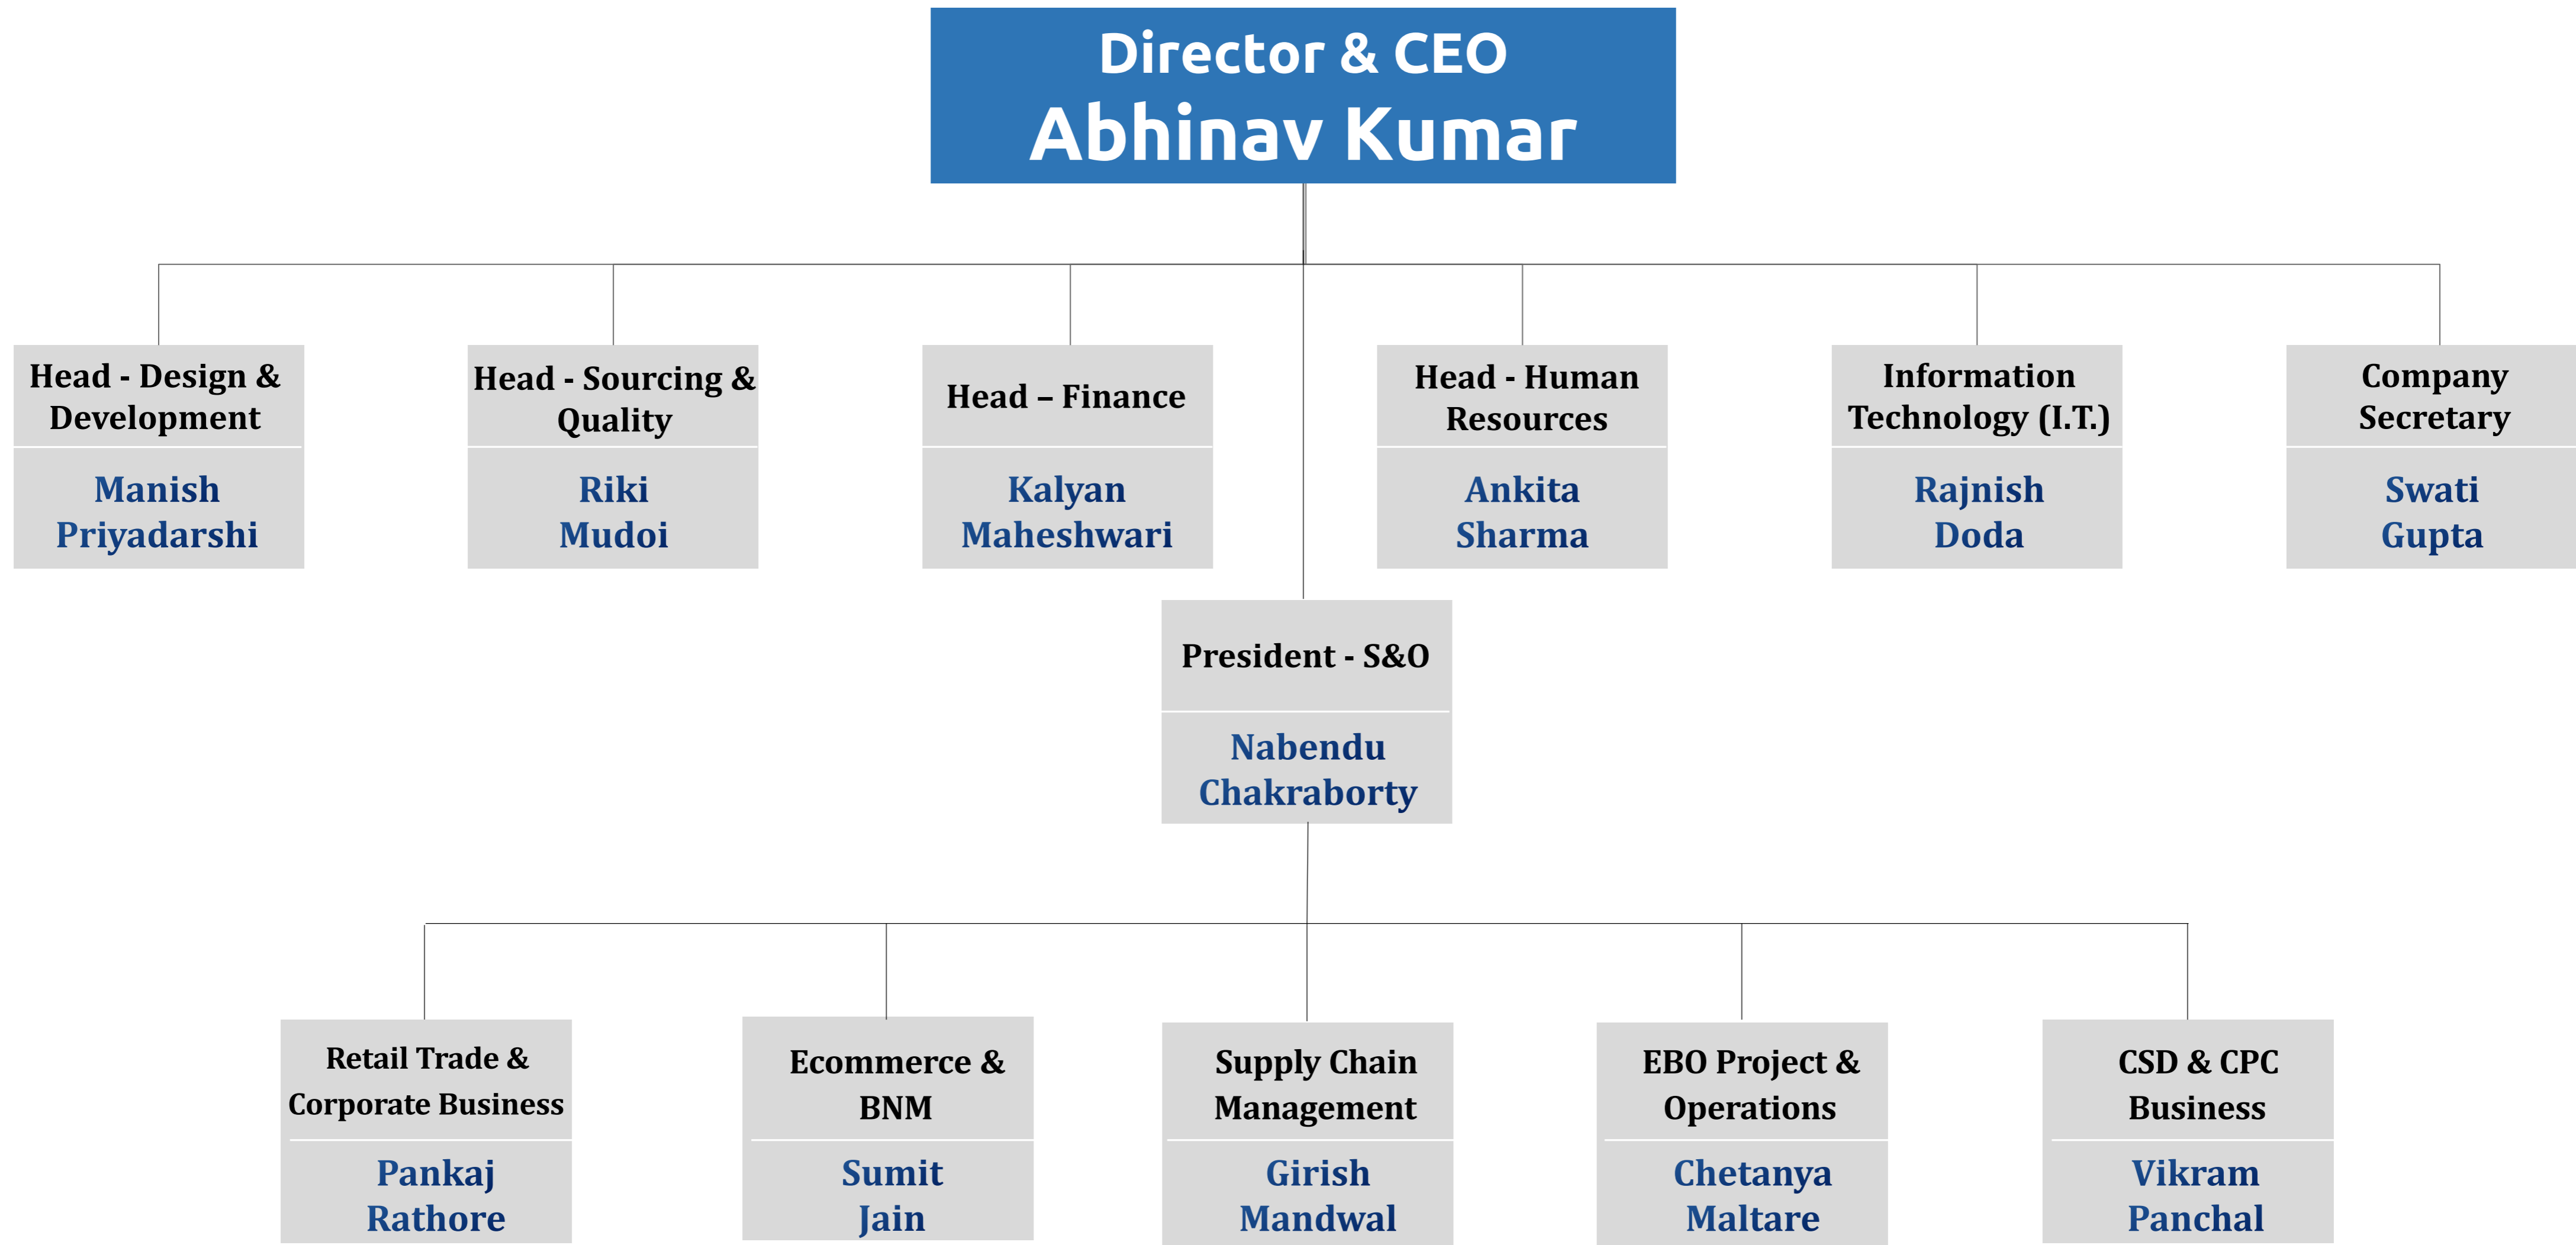 Director & CEO
Abhinav Kumar
Head - Design &
Development
Manish
Priyadarshi
Head - Sourcing &
Quality
Riki
Mudoi
Head – Finance
Kalyan
Maheshwari
Head - Human
Resources
Ankita
Sharma
Information
Technology (I.T.)
Rajnish
Doda
Company
Secretary
Swati
Gupta
President - S&O
Nabendu
Chakraborty
Retail Trade &
Corporate Business
Pankaj
Rathore
Ecommerce &
BNM
Sumit
Jain
Supply Chain
Management
Girish
Mandwal
EBO Project &
Operations
Chetanya
Maltare
CSD & CPC
Business
Vikram
Panchal